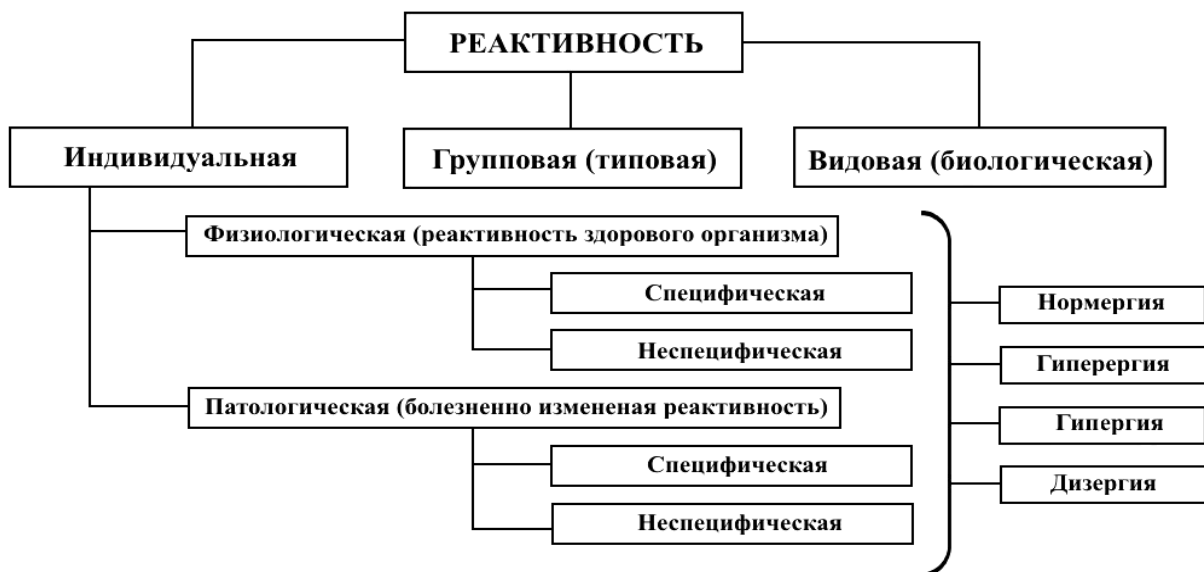 РЕАКТИВНОСТЬ
Индивидуальная
Групповая (типовая)
Видовая (биологическая)
Физиологическая (реактивность здорового организма)
Специфическая
Неспецифическая
Патологическая (болезненно измененая реактивность)
Специфическая
Неспецифическая
Нормергия
Гиперергия
Гипергия
Дизергия